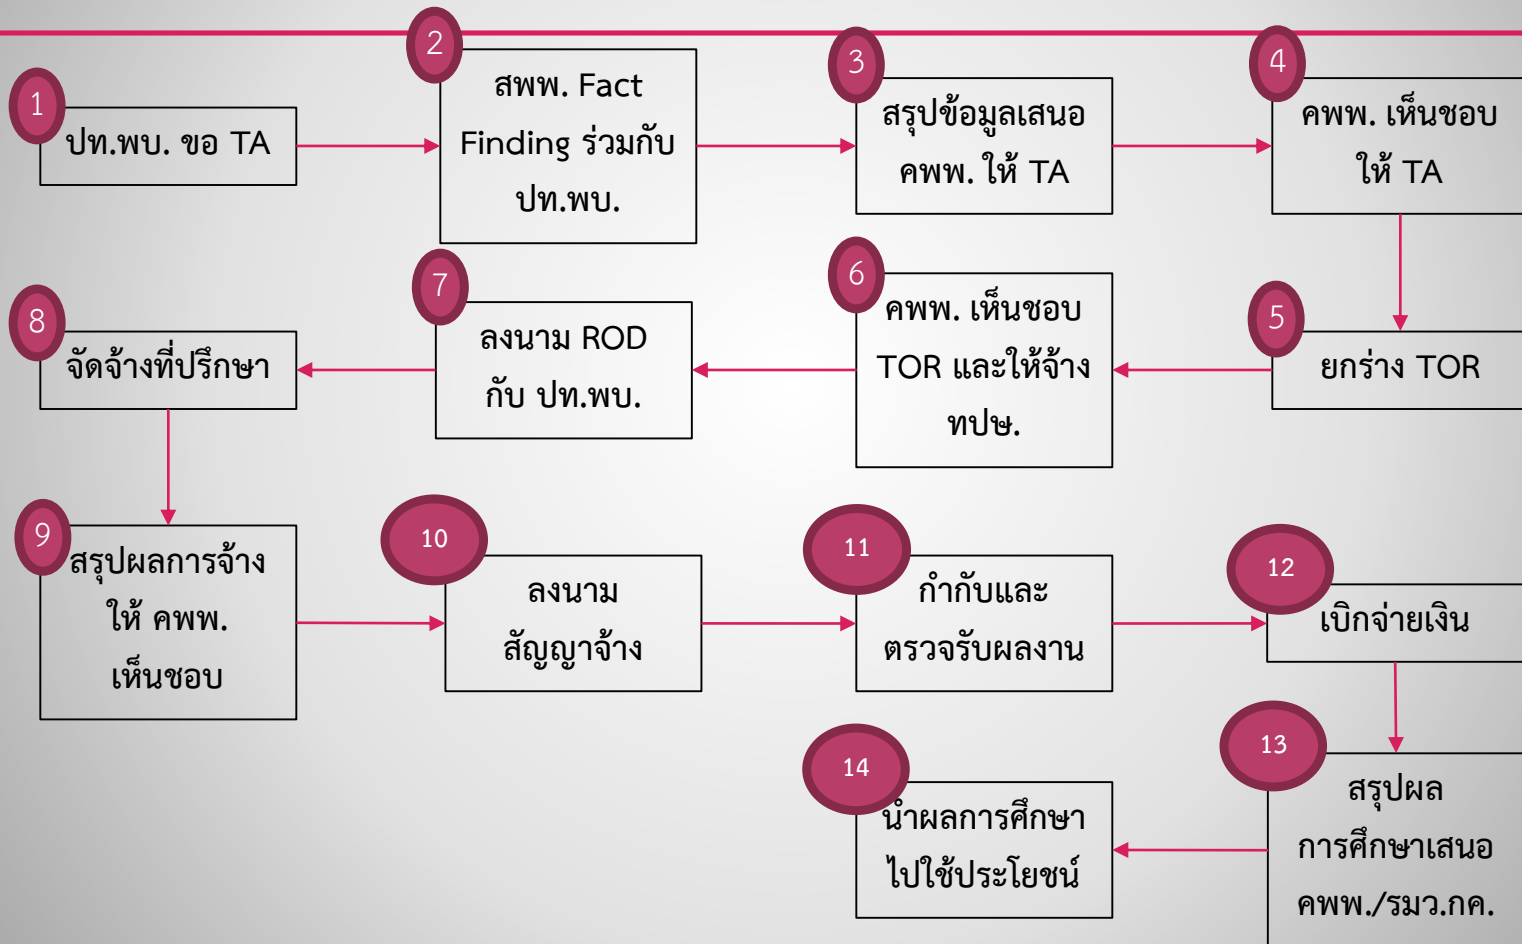 1
ปท.พบ. ขอ TA
2
สพพ. Fact
Finding ร่วมกับ
ปท.พบ.
3
สรุปข้อมูลเสนอ
คพพ. ให้ TA
4
คพพ. เห็นชอบ
ให้ TA
5
ยกร่าง TOR
6
คพพ. เห็นชอบ
TOR และให้จ้าง
ทปษ.
7
ลงนาม ROD
กับ ปท.พบ.
8
จัดจ้างที่ปรึกษา
9
สรุปผลการจ้าง
ให้ คพพ.
เห็นชอบ
10
ลงนาม
สัญญาจ้าง
11
กำกับและ
ตรวจรับผลงาน
12
เบิกจ่ายเงิน
13
สรุปผล
การศึกษาเสนอ
คพพ./รมว.กค.
14
นำผลการศึกษา
ไปใช้ประโยชน์